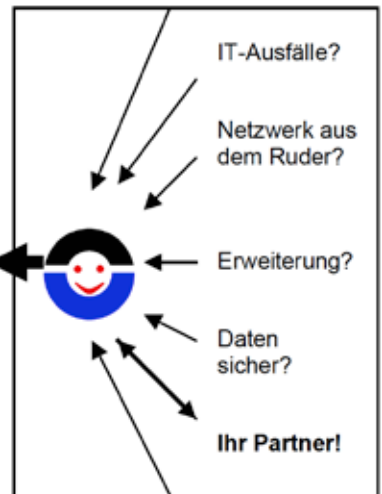 IT-Ausfälle?
Netzwerk aus
dem Ruder?
Erweiterung?
Daten
sicher?
Ihr Partner!